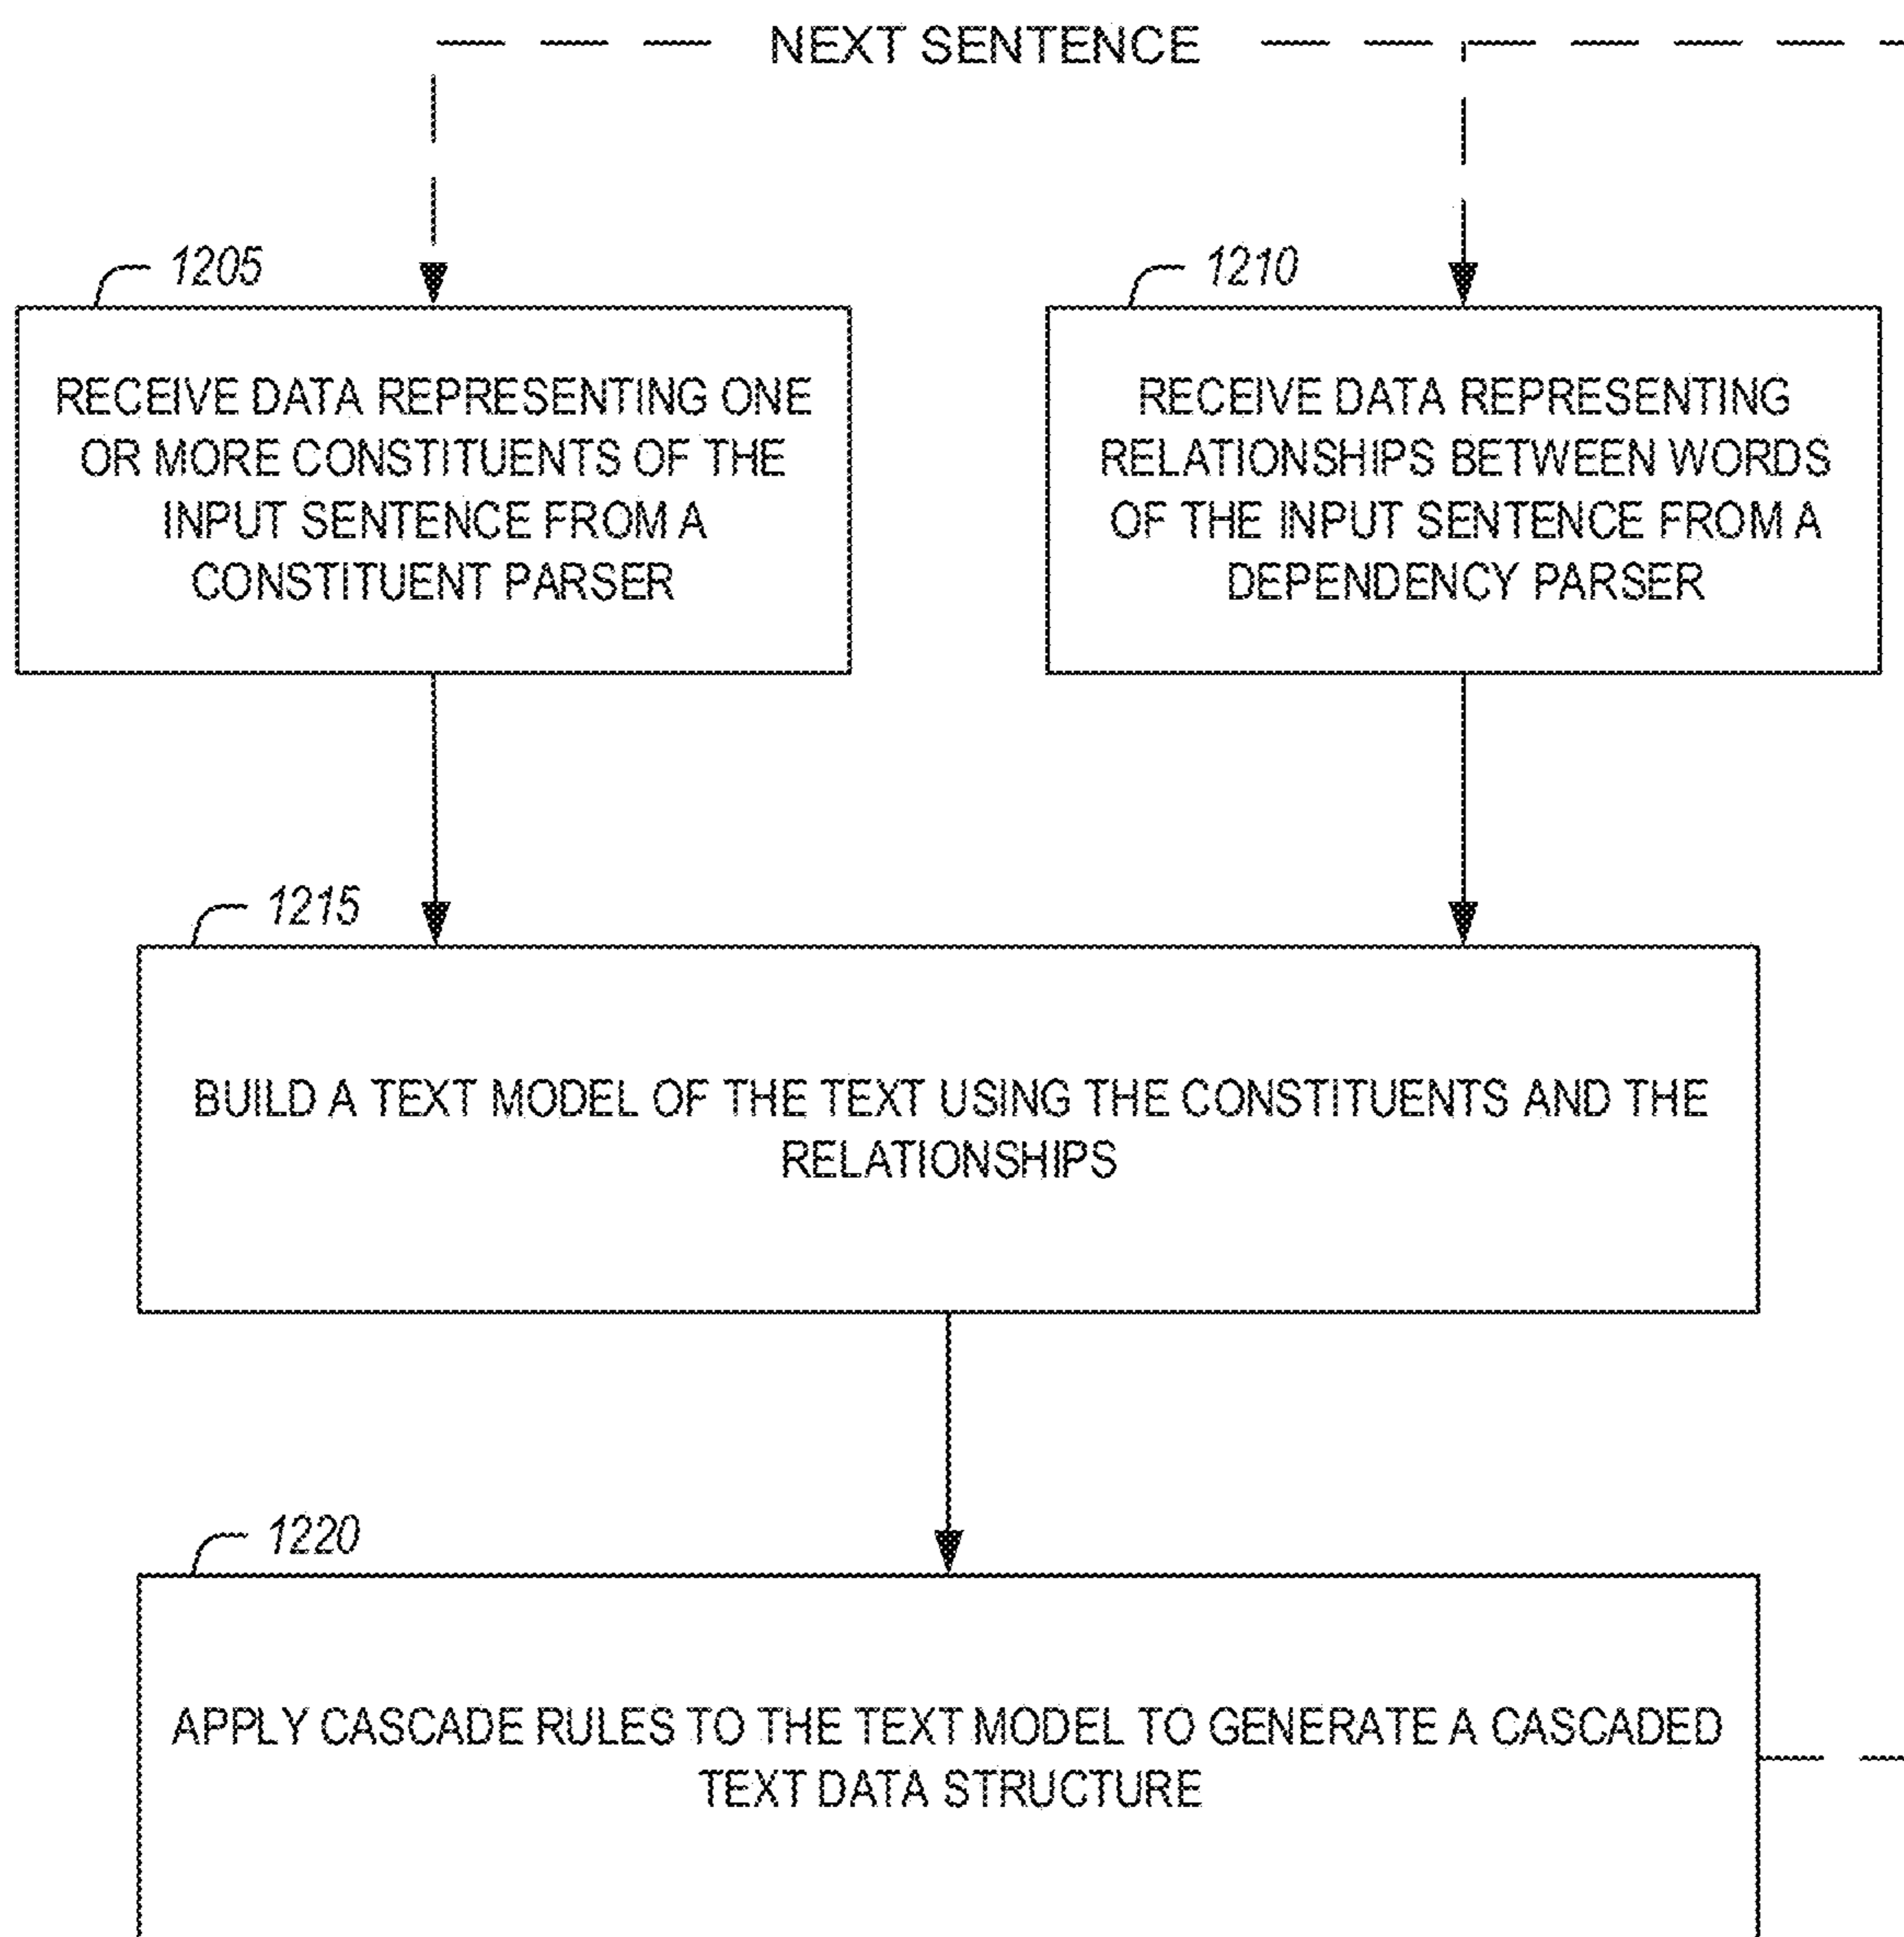 NEXT SENTENCE
1205
RECEIVE DATA REPRESENTING ONE
OR MORE CONSTITUENTS OF THE
INPUT SENTENCE FROM A
CONSTITUENT PARSER
1210
RECEIVE DATA REPRESENTING
RELATIONSHIPS BETWEEN WORDS
OF THE INPUT SENTENCE FROM A
DEPENDENCY PARSER
1215
BUILD A TEXT MODEL OF THE TEXT USING THE CONSTITUENTS AND THE
RELATIONSHIPS
1220
APPLY CASCADE RULES TO THE TEXT MODEL TO GENERATE A CASCADED
TEXT DATA STRUCTURE